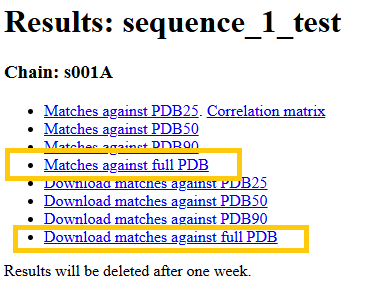 Results: sequence_1_test
Chain: s001A
Matches against PDB25. Correlation matrix
Matches against PDB50
Matches against PDB90
Matches against full PDB
Download matches against PDB25
Download matches against PDB50
Download matches against PDB90
Download matches against full PDB
Results will be deleted after one week.